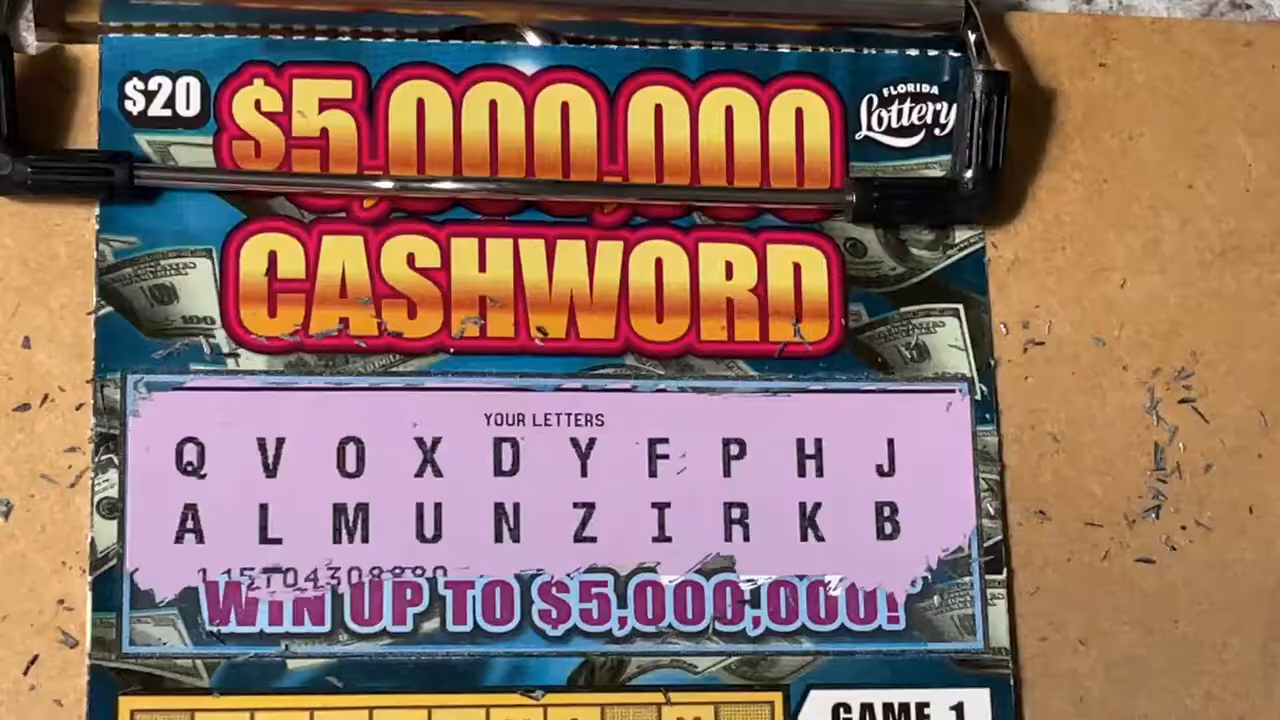 $20
$5,000,000
FLORIDA
Lottery
CASHWORD
YOUR LETTERS
Q V O X D Y F P H J
A L M U N Z I R K B
WIN UP TO $5,000,000!
GAME 1